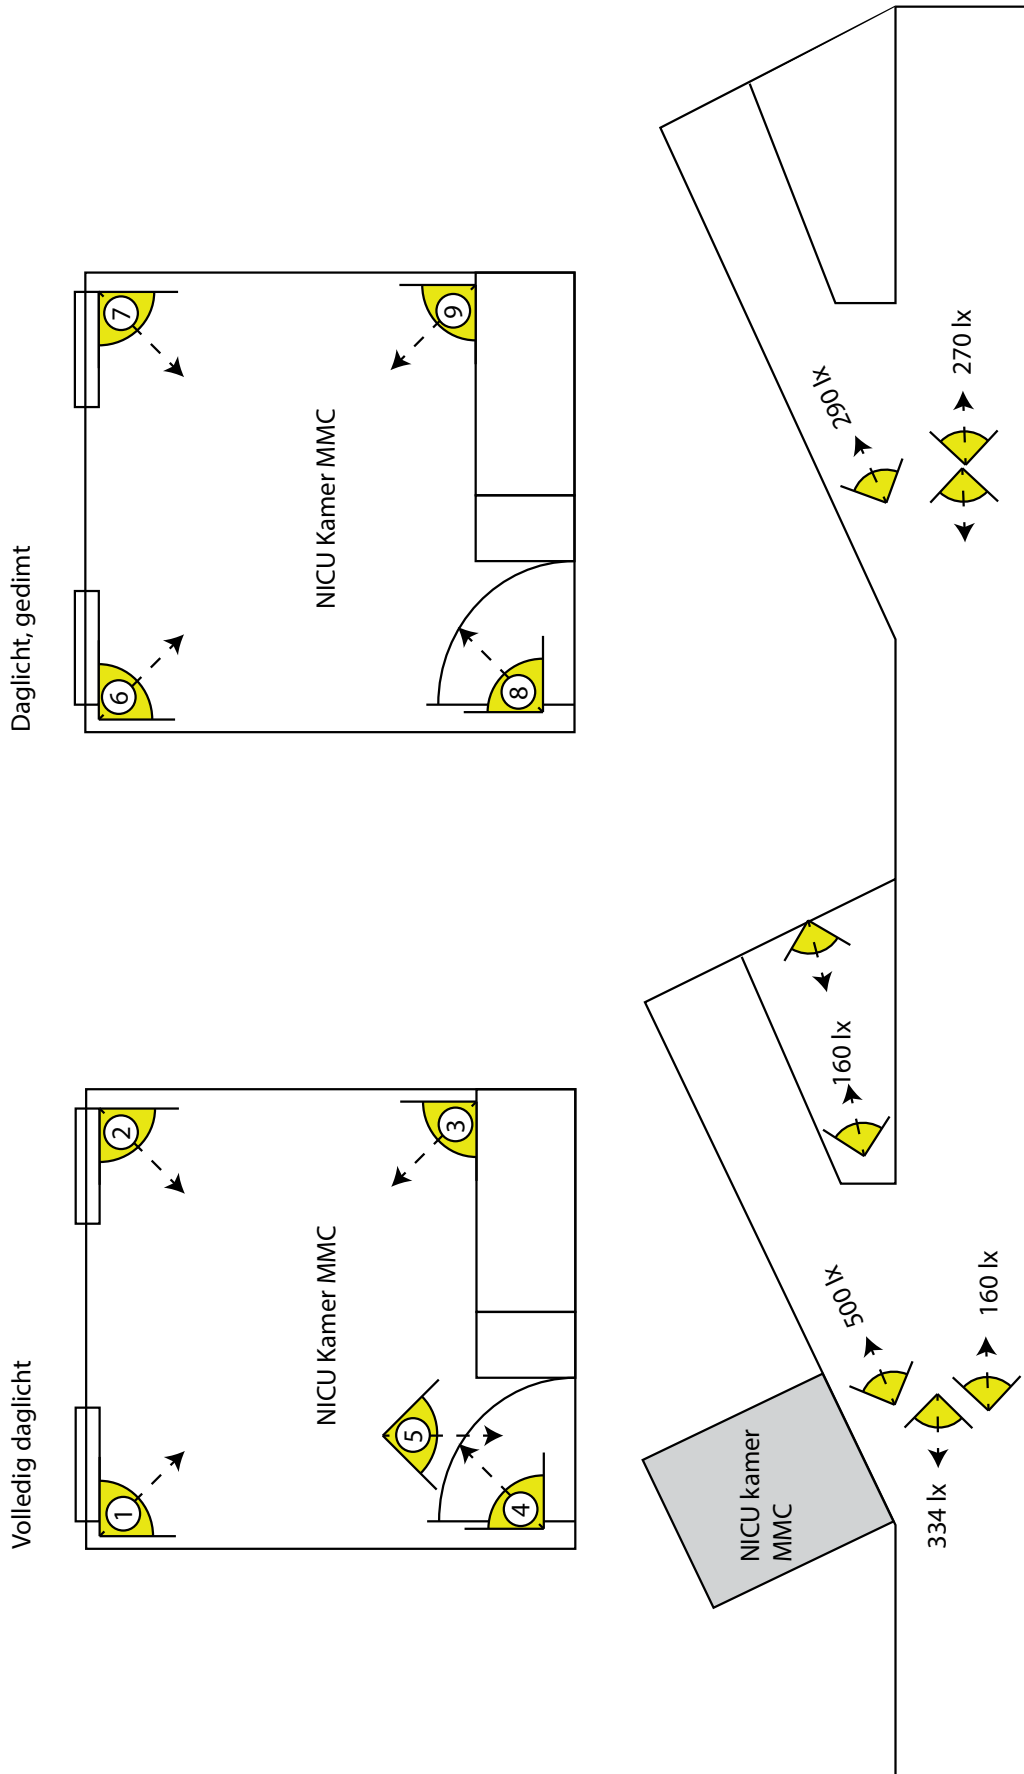 Volledig daglicht
1
2
NICU Kamer MMC
5
3
4
Daglicht, gedimt
6
7
NICU Kamer MMC
9
8
NICU kamer
MMC
500 lx
334 lx
160 lx
160 lx
290 lx
270 lx